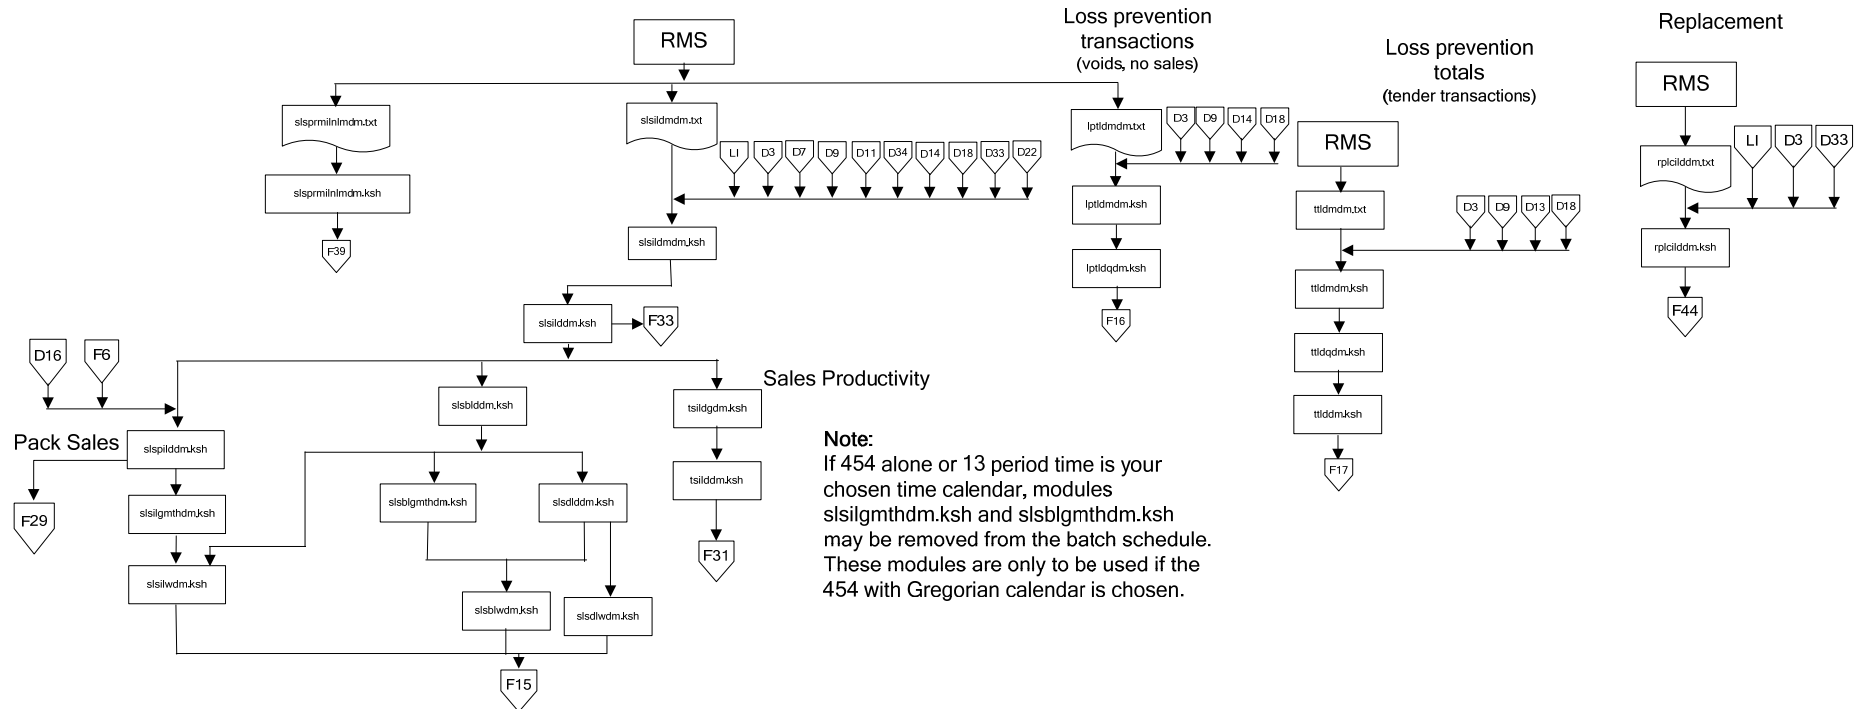 Loss prevention
transactions
(voids, no sales)
Replacement
Loss prevention
totals
(tender transactions)
RMS
RMS
RMS
slsprmilnlmdm.txt
slsildmdm.txt
lptldmdm.txt
D3 D9 D14 D18
LI D3 D7 D9 D11 D34 D14 D18 D33 D22
rplcilddm.txt
LI D3 D33
slsprmilnlmdm.ksh
lptldmdm.ksh
ttldmdm.txt
D3 D9 D13 D18
F39
slsildmdm.ksh
rplcilddm.ksh
lptldqdm.ksh
ttldmdm.ksh
F44
F16
slsilddm.ksh
F33
ttldqdm.ksh
D16 F6
Sales Productivity
slsblddm.ksh
tsildgdm.ksh
ttlddm.ksh
Pack Sales
slspilddm.ksh
F17
tsilddm.ksh
slsblgmthdm.ksh
slsdlddm.ksh
F29
slsilgmthdm.ksh
F31
slsilwdm.ksh
slsblwdm.ksh
slsdlwdm.ksh
F15
Note:
If 454 alone or 13 period time is your
chosen time calendar, modules
slsilgmthdm.ksh and slsblgmthdm.ksh
may be removed from the batch schedule.
These modules are only to be used if the
454 with Gregorian calendar is chosen.